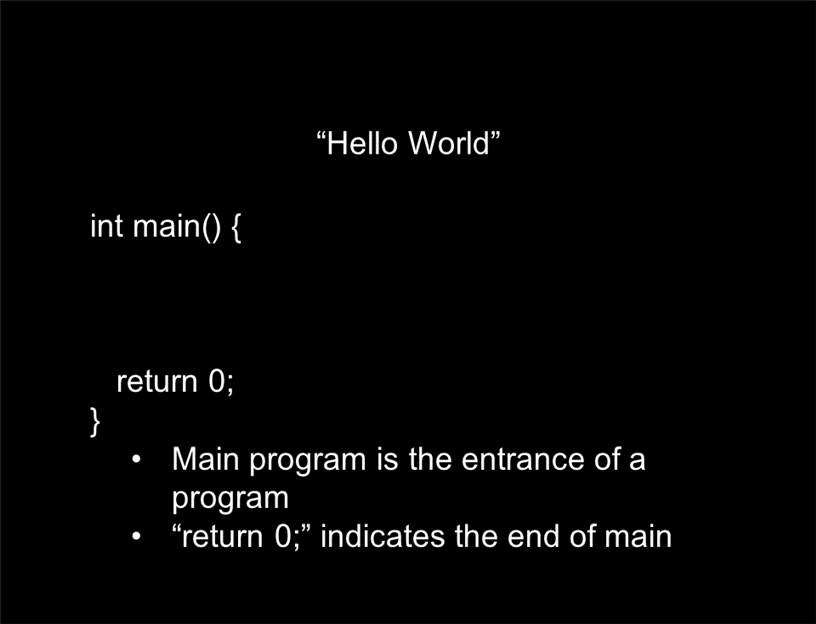 “Hello World”
int main() {
return 0;
}
• Main program is the entrance of a
program
• “return 0;” indicates the end of main